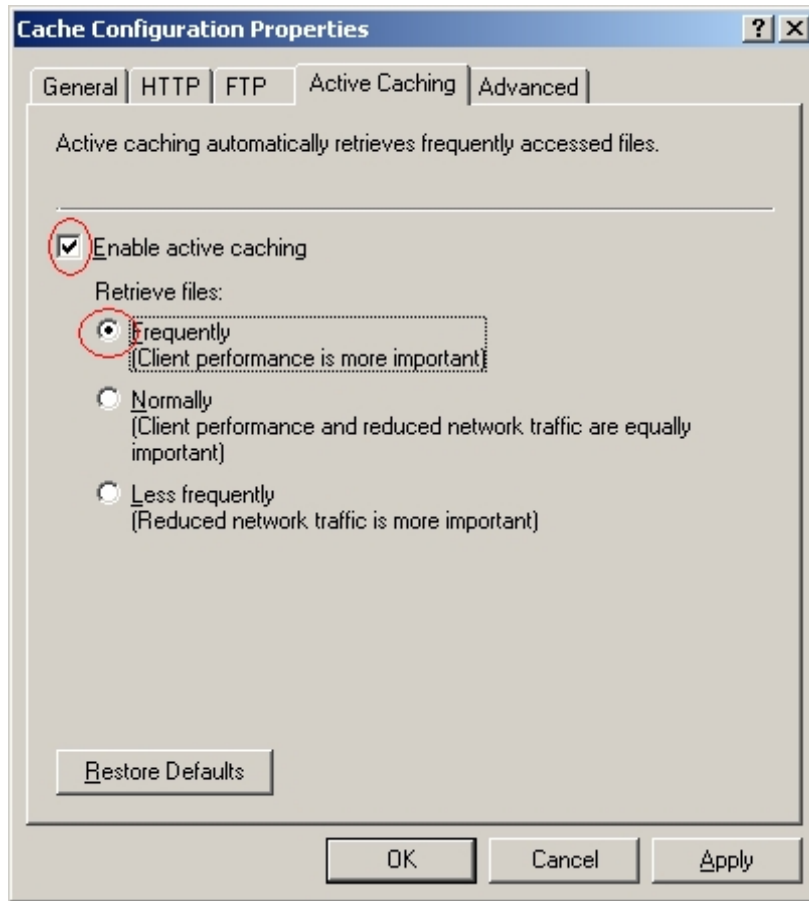 Cache Configuration Properties
General
HTTP
FTP
Active Caching
Advanced
Active caching automatically retrieves frequently accessed files.
Enable active caching
Retrieve files:
Frequently
(Client performance is more important)
Normally
(Client performance and reduced network traffic are equally
important)
Less frequently
(Reduced network traffic is more important)
Restore Defaults
OK
Cancel
Apply